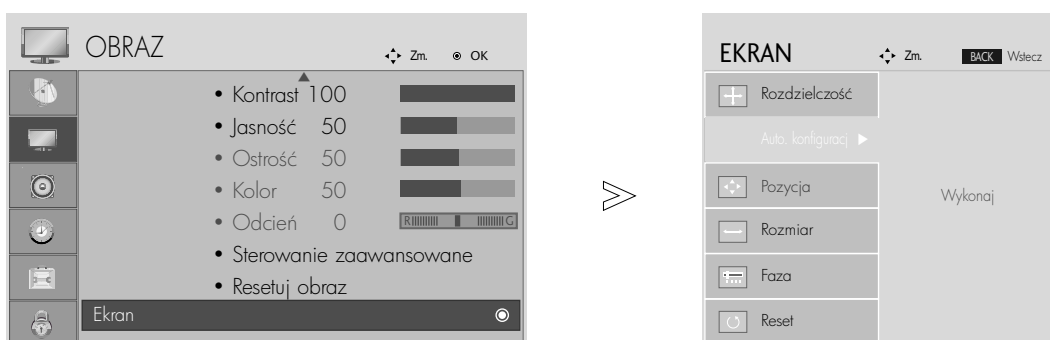 OBRAZ
Zm. OK
• Kontrast 100
• Jasność 50
• Ostrość 50
• Kolor 50
• Odcień 0 R G
• Sterowanie zaawansowane
• Resetuj obraz
Ekran
EKRAN
Zm. BACK Wstecz
Rozdzielczość
Auto. konfiguracj
Pozycja
Wykonaj
Rozmiar
Faza
Reset